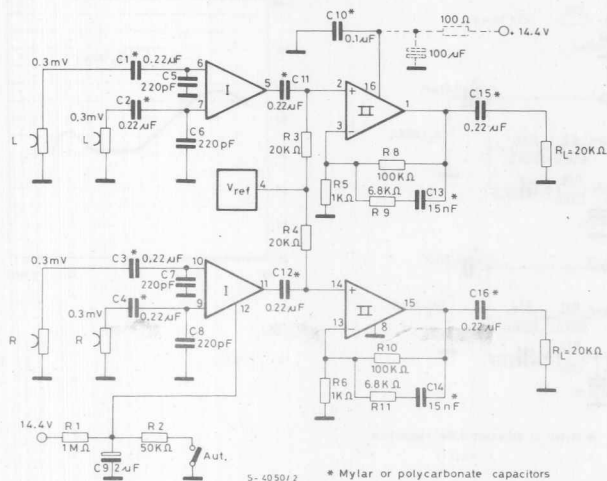 C10* 0.1µF
100Ω
+14.4V
100µF
C1* 0.22µF
0.3mV
C5 220pF
6
7
I
5
C2* 0.22µF
0.3mV
C6 220pF
L
L
C11 * 0.22µF
2
3
+
-
16
II
1
C15* 0.22µF
RL=20KΩ
R3 20KΩ
R8 100KΩ
R5 1KΩ
6.8KΩ R9
C13 15nF *
Vref
4
R4 20KΩ
C3* 0.22µF
0.3mV
C7 220pF
10
9
I
11
12
C4* 0.22µF
0.3mV
C8 220pF
R
R
C12* 0.22µF
14
13
+
-
II
8
15
C16* 0.22µF
RL=20KΩ
R10 100KΩ
R6 1KΩ
6.8KΩ R11
C14 15nF *
14.4V
R1 1MΩ
R2 50KΩ
C9 2µF
Aut.
S-4050/2
* Mylar or polycarbonate capacitors